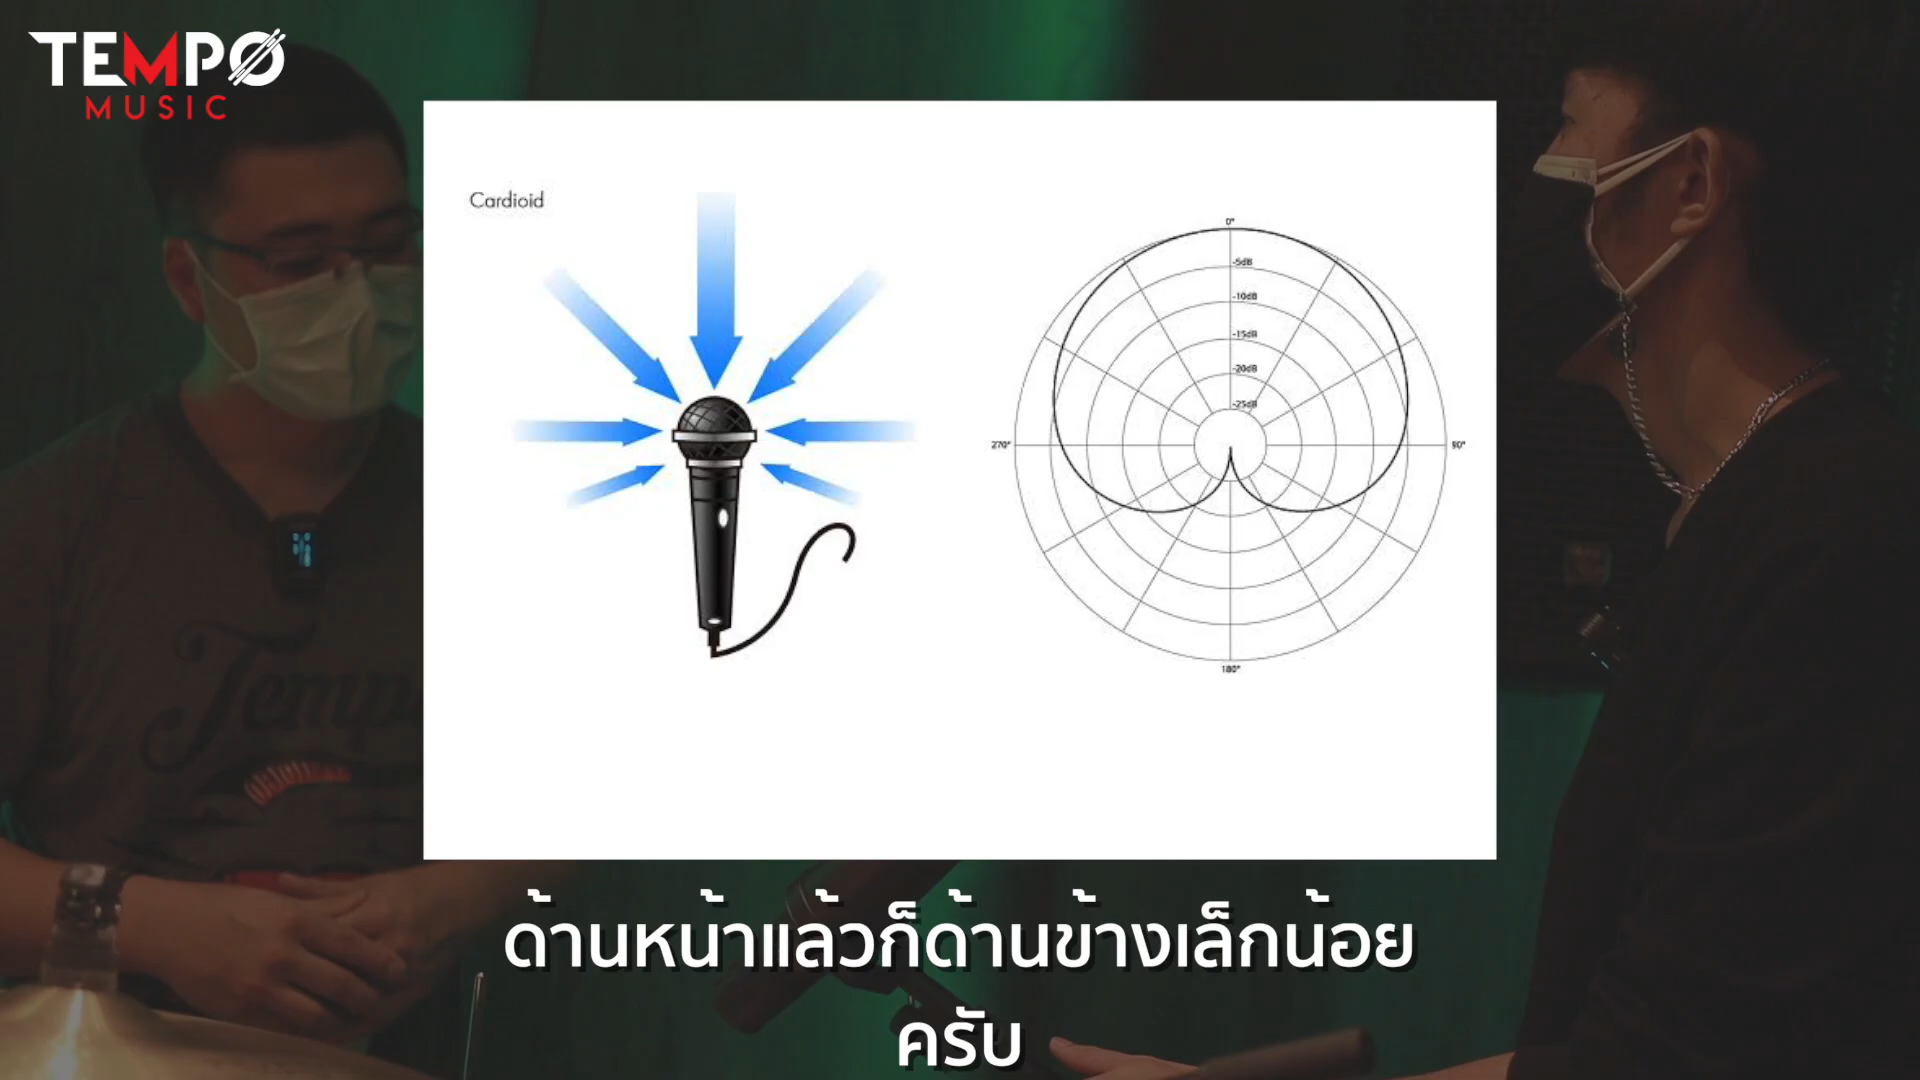 TEMPO
MUSIC
Cardioid
0°
-5dB
-10dB
-15dB
-20dB
-25dB
270°
90°
180°
Temp
ด้านหน้าแล้วก็ด้านข้างเล็กน้อย
ครับ